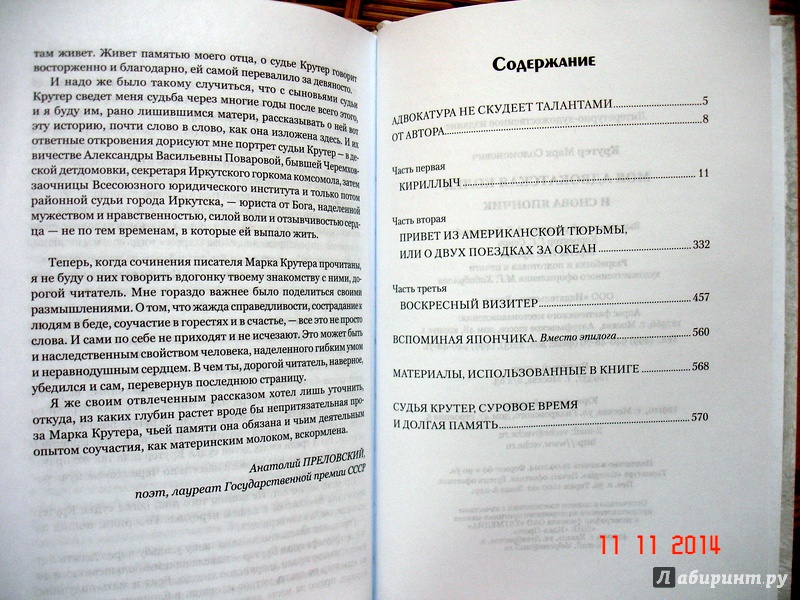 там живет. Живет памятью моего отца, о судье Крутер говорит
восторженно и благодарно, ей самой перевалило за девяносто.
И надо же было такому случиться, что с сыновьями судьи
Крутер сведет меня судьба через многие годы после всего этого,
и я буду им, рано лишившимся матери, рассказывать о ней вот
эту историю, почти слово в слово, как она изложена здесь. И их
ответные откровения дорисуют мне портрет судьи Крутер — в де-
вичестве Александры Васильевны Поваровой, бывшей Черемхов-
ской детдомовки, секретаря Иркутского горкома комсомола, затем
заочницы Всесоюзного юридического института и только потом
районной судьи города Иркутска, — юриста от Бога, наделенной
мужеством и нравственностью, силой воли и отзывчивостью серд-
ца — не по тем временам, в которые ей выпало жить.
Теперь, когда сочинения писателя Марка Крутера прочитаны,
я не буду о них говорить вдогонку твоему знакомству с ними, до-
рогой читатель. Мне гораздо важнее было поделиться своими
размышлениями. О том, что жажда справедливости, сострадание к
людям в беде, соучастие в горестях и в счастье, — все это не просто
слова. И сами по себе не приходят и не исчезают. Это может быть
и наследственным свойством человека, наделенного гибким умом
и неравнодушным сердцем. В чем ты, дорогой читатель, наверное,
убедился и сам, перевернув последнюю страницу.
Я же своим отвлеченным рассказом хотел лишь уточнить,
откуда, из каких глубин растет вроде бы непритязательная про-
за Марка Крутера, чьей памяти она обязана и чьим деятельным
опытом соучастия, как материнским молоком, вскормлена.
Анатолий ПРЕЛОВСКИЙ,
поэт, лауреат Государственной премии СССР
Содержание
АДВОКАТУРА НЕ СКУДЕЕТ ТАЛАНТАМИ 5
ОТ АВТОРА 8
Часть первая
КИРИЛЛЫЧ 11
Часть вторая
ПРИВЕТ ИЗ АМЕРИКАНСКОЙ ТЮРЬМЫ,
ИЛИ О ДВУХ ПОЕЗДКАХ ЗА ОКЕАН 332
Часть третья
ВОСКРЕСНЫЙ ВИЗИТЕР 457
ВСПОМИНАЯ ЯПОНЧИКА. Вместо эпилога 560
МАТЕРИАЛЫ, ИСПОЛЬЗОВАННЫЕ В КНИГЕ 568
СУДЬЯ КРУТЕР, СУРОВОЕ ВРЕМЯ
И ДОЛГАЯ ПАМЯТЬ 570
11 11 2014
Лабиринт.ру